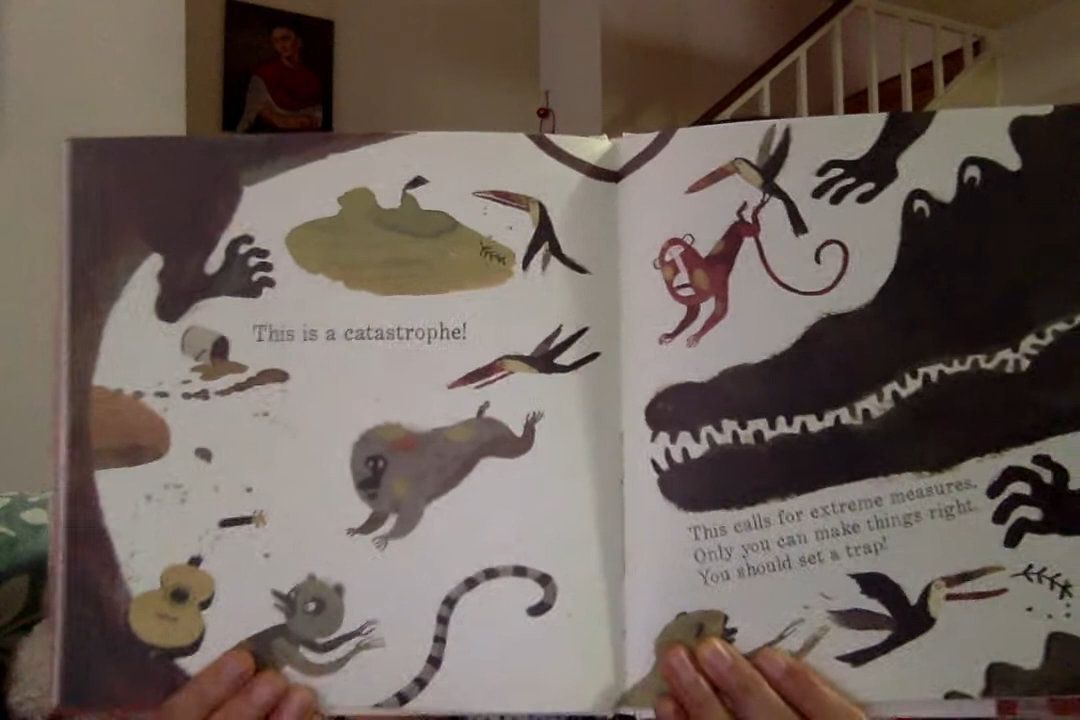 This is a catastrophe!
This calls for extreme measures.
Only you can make things right.
You should set a trap!